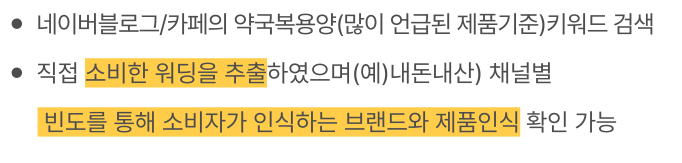 ● 네이버블로그/카페의 약국복용양(많이 언급된 제품기준)키워드 검색
● 직접 소비한 워딩을 추출하였으며(예)내돈내산) 채널별
빈도를 통해 소비자가 인식하는 브랜드와 제품인식 확인 가능